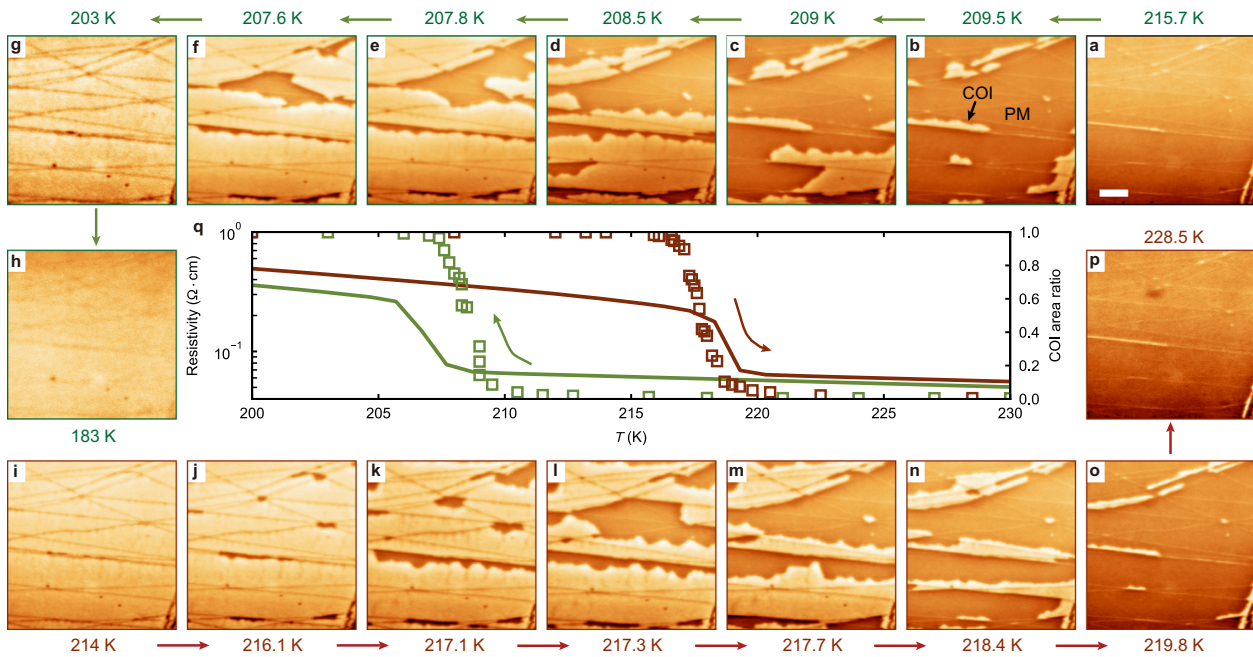 203 K 207.6 K 207.8 K 208.5 K 209 K 209.5 K 215.7 K
g f e d c b a
COI
PM
q
10⁰ 1.0
228.5 K
h p
0.8
Resistivity (Ω·cm)
0.6
COI area ratio
0.4
10⁻¹
0.2
0.0
200 205 210 215 220 225 230
183 K
T (K)
i j k l m n o
214 K 216.1 K 217.1 K 217.3 K 217.7 K 218.4 K 219.8 K